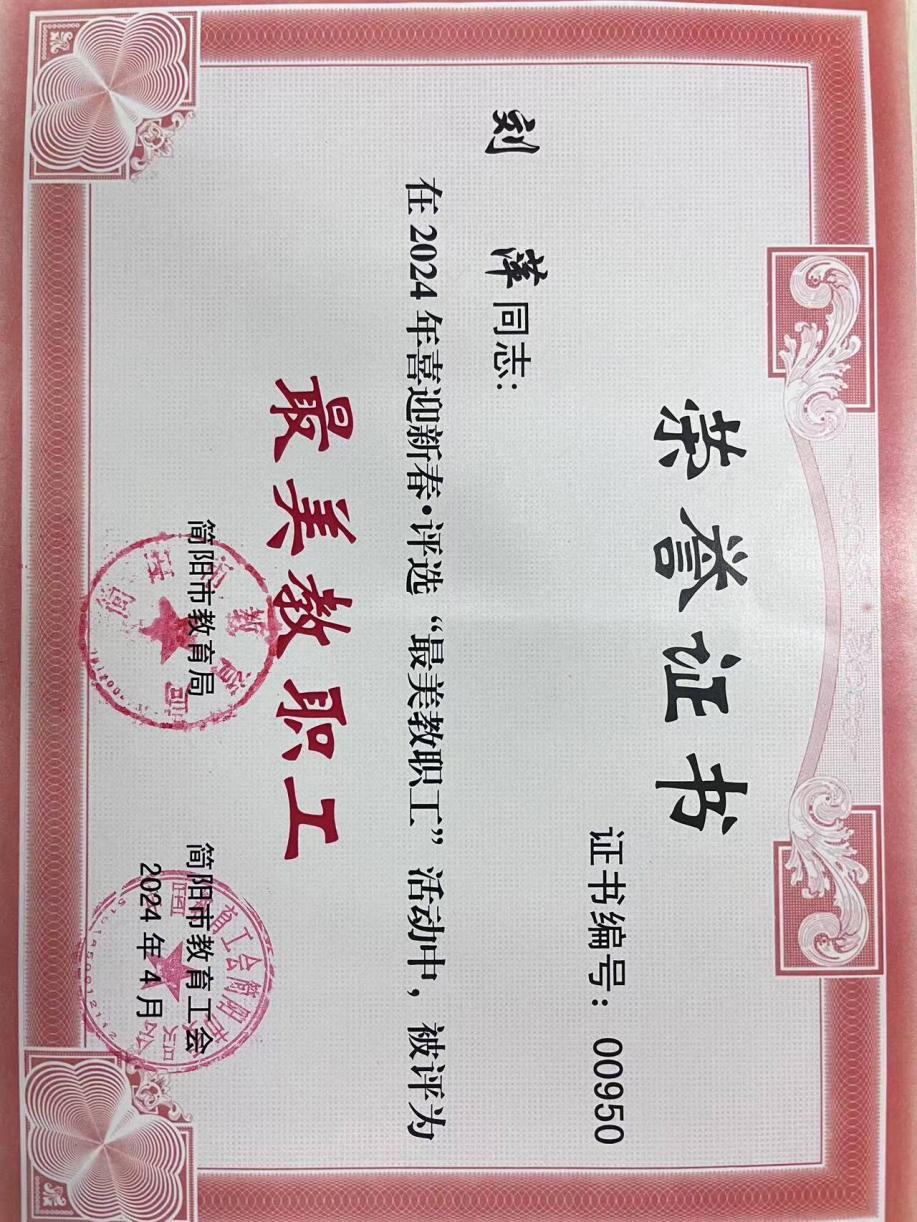 荣誉证书
证书编号：00950
刘 萍同志：
在2024年喜迎新春·评选“最美教职工”活动中，被评为
最美教职工
简阳市教育局
简阳市教育工会
2024年4月